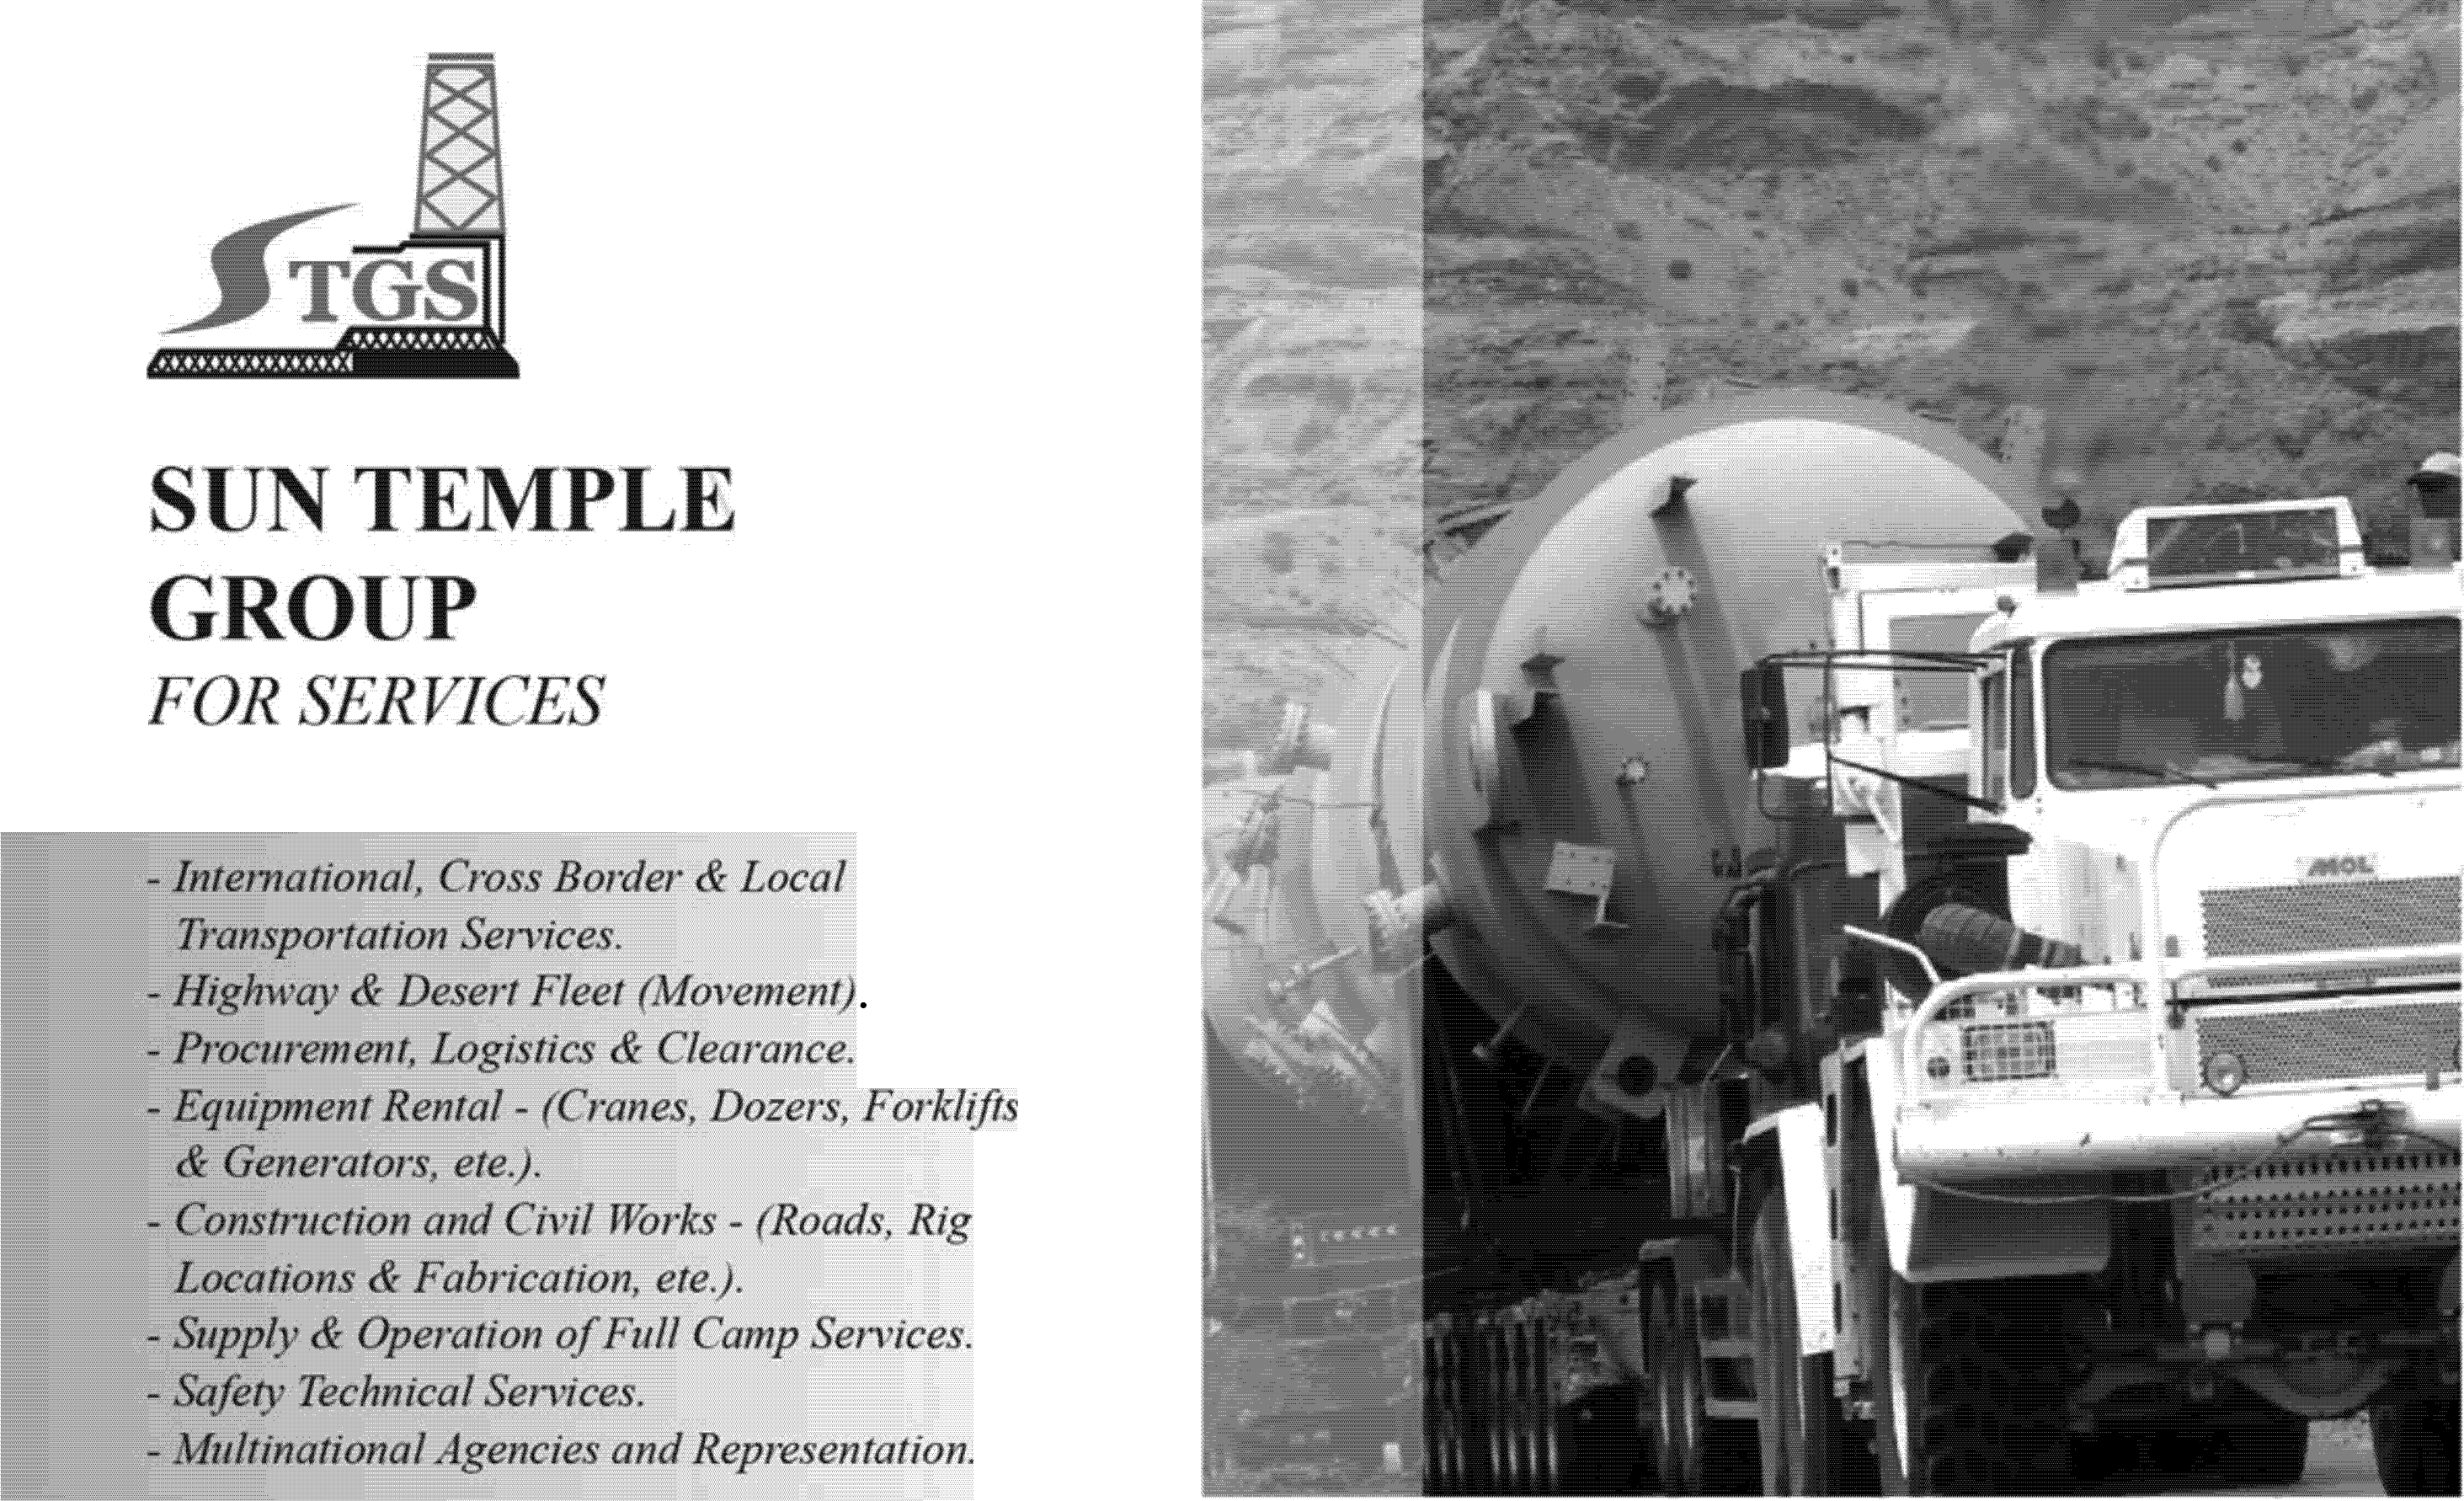 STGS
SUN TEMPLE
GROUP
FOR SERVICES
- International, Cross Border & Local
Transportation Services.
- Highway & Desert Fleet (Movement).
- Procurement, Logistics & Clearance.
- Equipment Rental - (Cranes, Dozers, Forklifts
& Generators, ete.).
- Construction and Civil Works - (Roads, Rig
Locations & Fabrication, ete.).
- Supply & Operation of Full Camp Services.
- Safety Technical Services.
- Multinational Agencies and Representation.
MOL